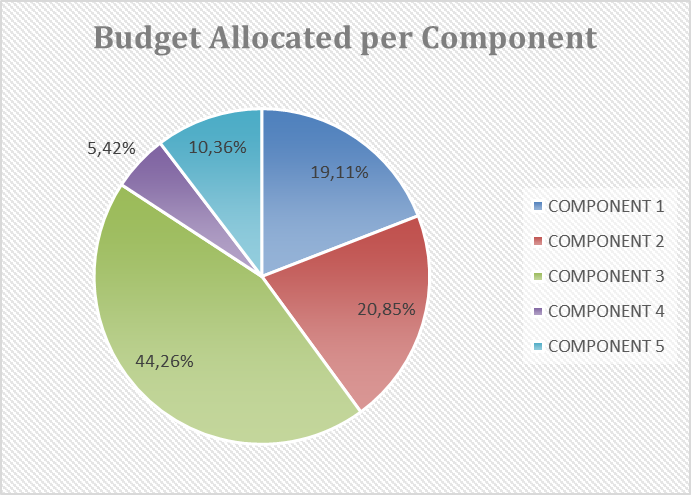 Budget Allocated per Component
10,36%
5,42%
19,11%
20,85%
44,26%
COMPONENT 1
COMPONENT 2
COMPONENT 3
COMPONENT 4
COMPONENT 5